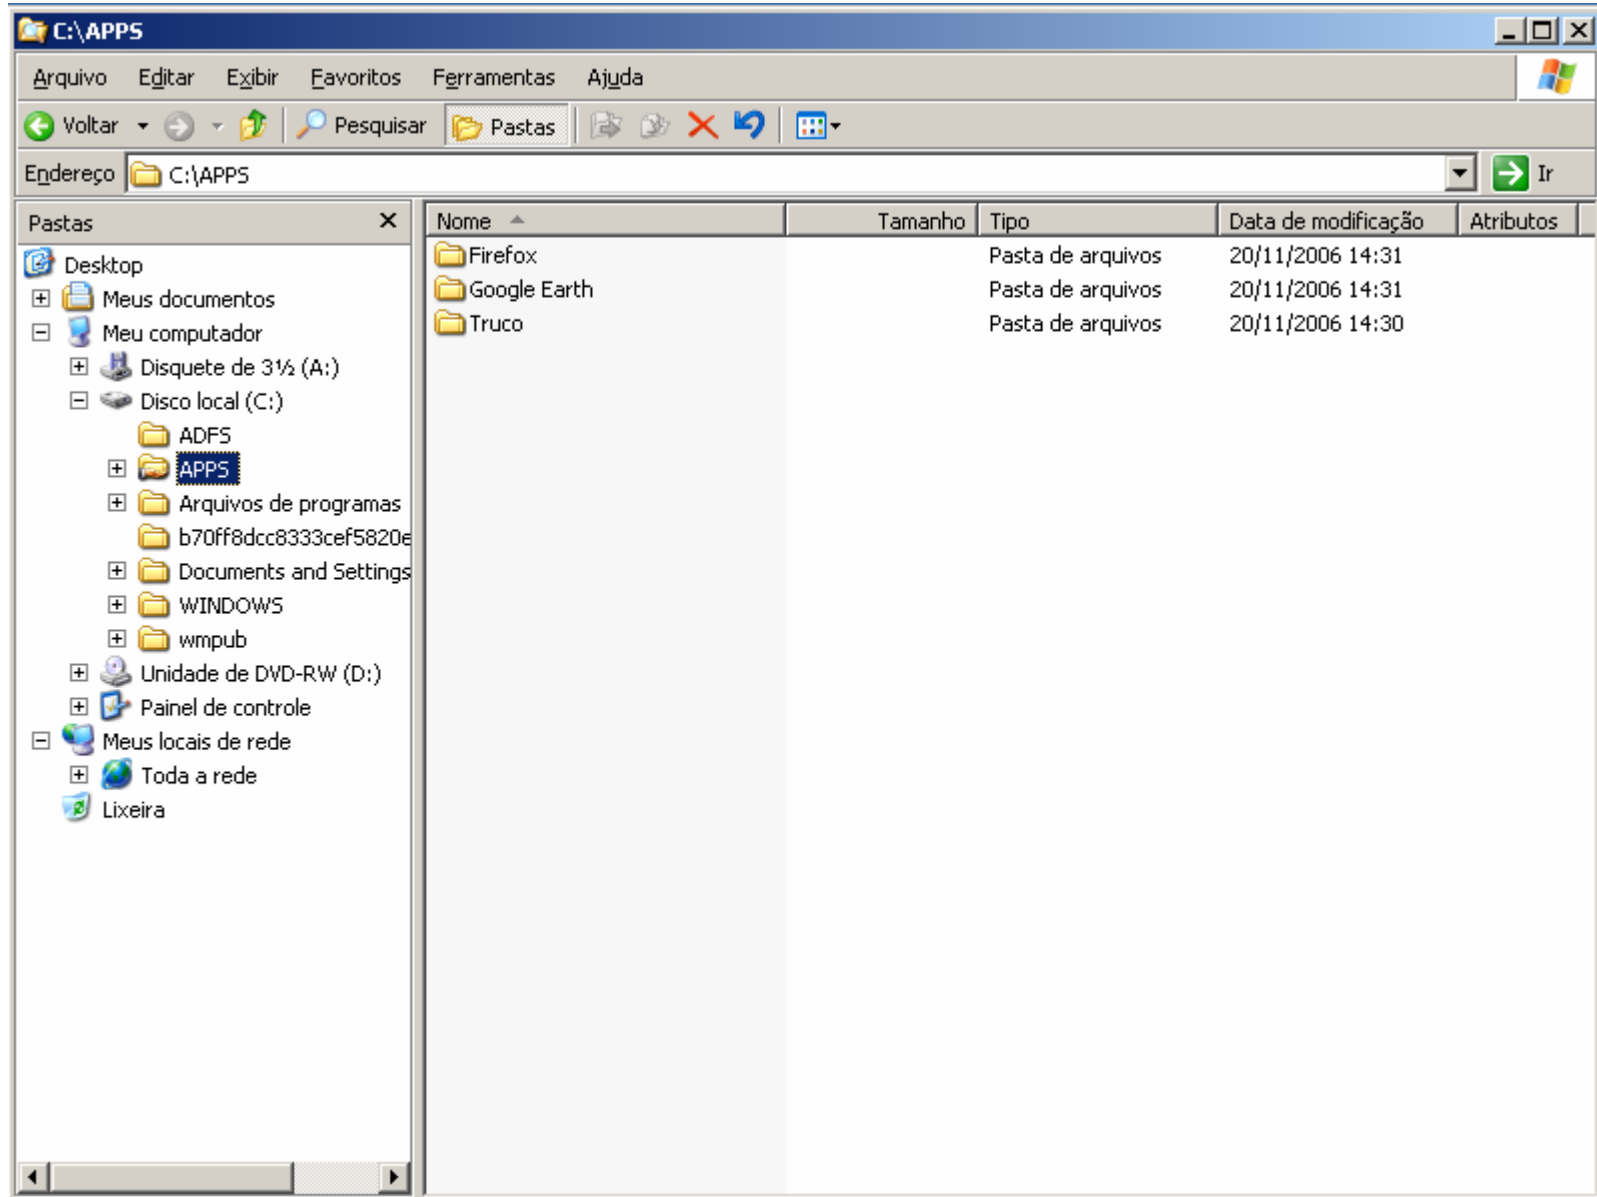 C:\APPS
Arquivo Editar Exibir Favoritos Ferramentas Ajuda
Voltar Pesquisar Pastas
Endereço C:\APPS Ir
Pastas
Desktop
Meus documentos
Meu computador
Disquete de 3½ (A:)
Disco local (C:)
ADFS
APPS
Arquivos de programas
b70ff8dcc8333cef5820e
Documents and Settings
WINDOWS
wmpub
Unidade de DVD-RW (D:)
Painel de controle
Meus locais de rede
Toda a rede
Lixeira
Nome Tamanho Tipo Data de modificação Atributos
Firefox Pasta de arquivos 20/11/2006 14:31
Google Earth Pasta de arquivos 20/11/2006 14:31
Truco Pasta de arquivos 20/11/2006 14:30